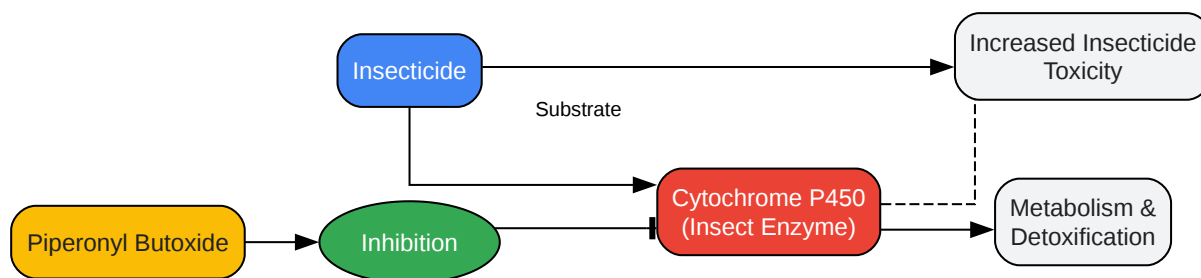 Insecticide
Increased Insecticide
Toxicity
Substrate
Cytochrome P450
(Insect Enzyme)
Metabolism &
Detoxification
Piperonyl Butoxide
Inhibition